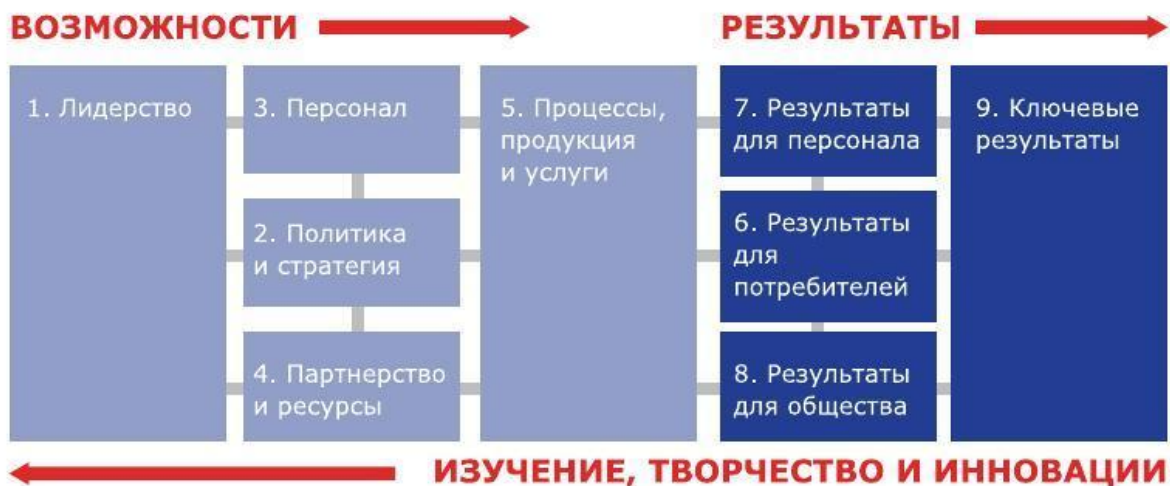 ВОЗМОЖНОСТИ
РЕЗУЛЬТАТЫ
1. Лидерство
3. Персонал
2. Политика
и стратегия
4. Партнерство
и ресурсы
5. Процессы,
продукция
и услуги
7. Результаты
для персонала
6. Результаты
для
потребителей
8. Результаты
для общества
9. Ключевые
результаты
ИЗУЧЕНИЕ, ТВОРЧЕСТВО И ИННОВАЦИИ